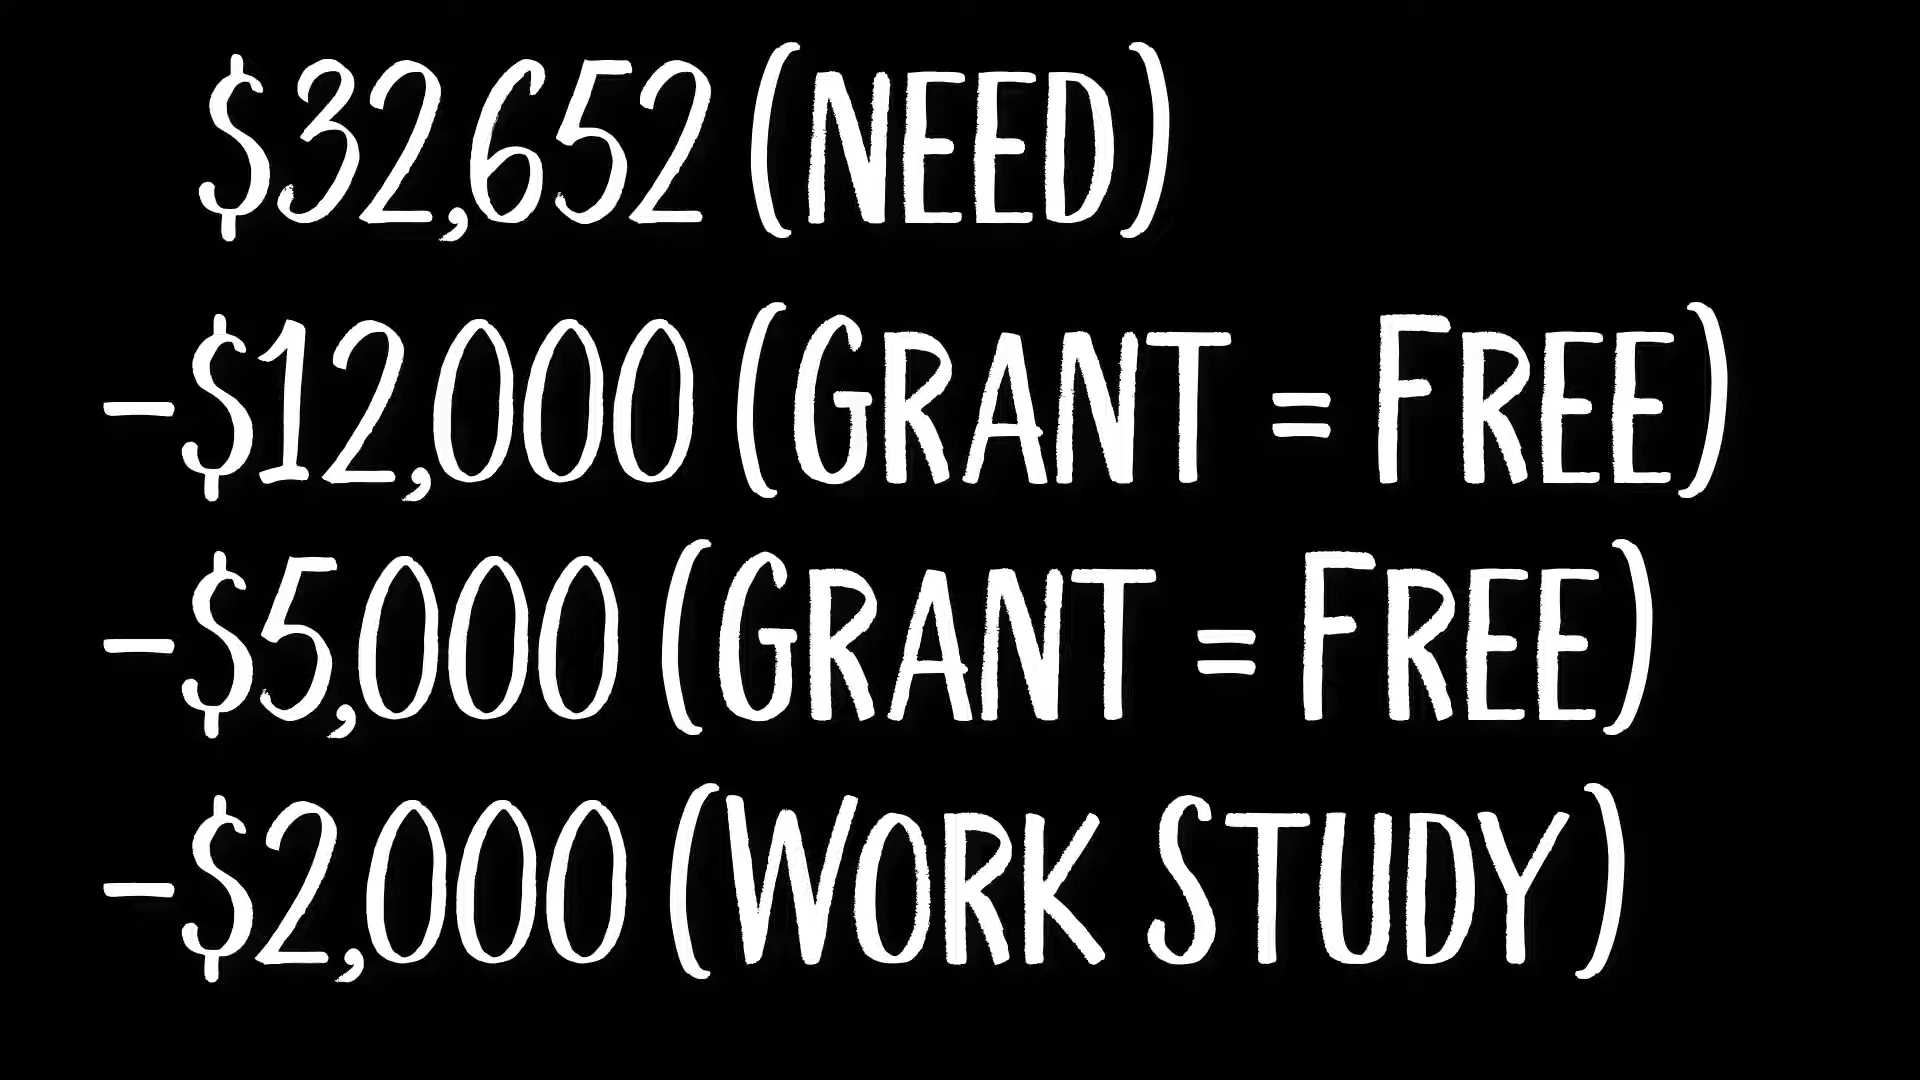 $32,652 (NEED)
-$12,000 (GRANT = FREE)
-$5,000 (GRANT = FREE)
-$2,000 (WORK STUDY)